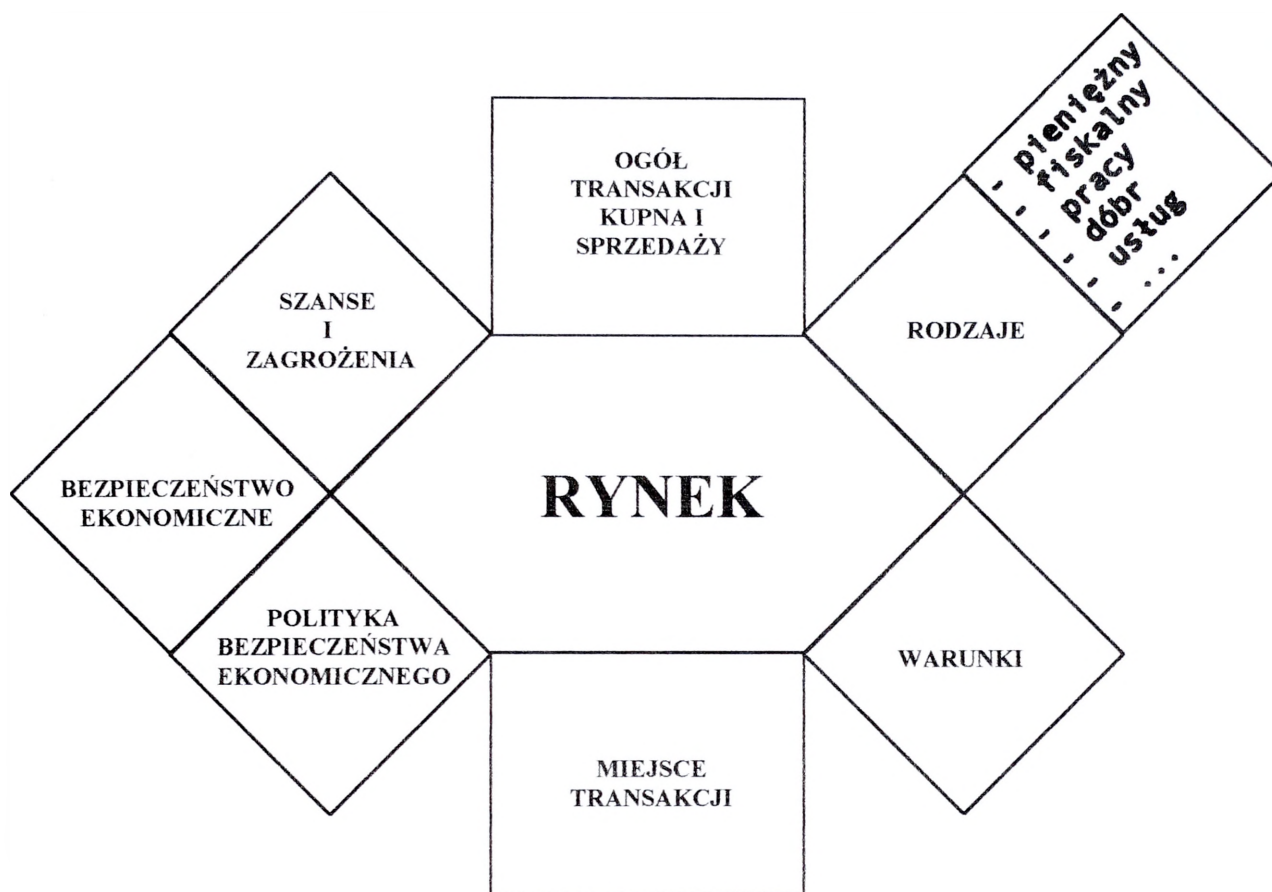 - pieniężny
- fiskalny
- pracy
- dóbr
- usług
- ...
OGÓŁ
TRANSAKCJI
KUPNA I
SPRZEDAŻY
SZANSE
I
ZAGROŻENIA
RODZAJE
BEZPIECZEŃSTWO
EKONOMICZNE
RYNEK
POLITYKA
BEZPIECZEŃSTWA
EKONOMICZNEGO
WARUNKI
MIEJSCE
TRANSAKCJI